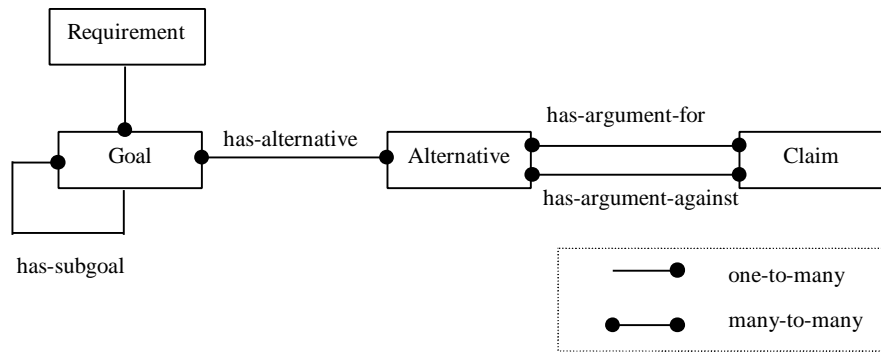 Requirement
has-argument-for
has-alternative
Goal
Alternative
Claim
has-argument-against
has-subgoal
one-to-many
many-to-many